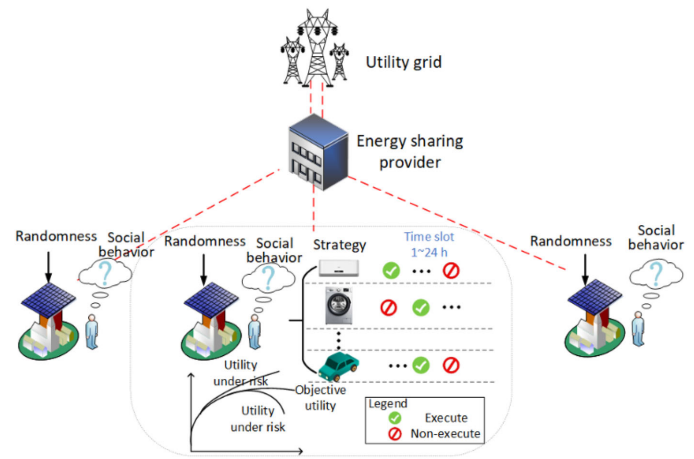 Utility grid
Energy sharing
provider
Randomness
Social
behavior
Randomness
Social
behavior
Strategy
Time slot
1~24 h
Randomness
Social
behavior
Utility
under risk
Objective
utility
Utility
under risk
Legend
Execute
Non-execute